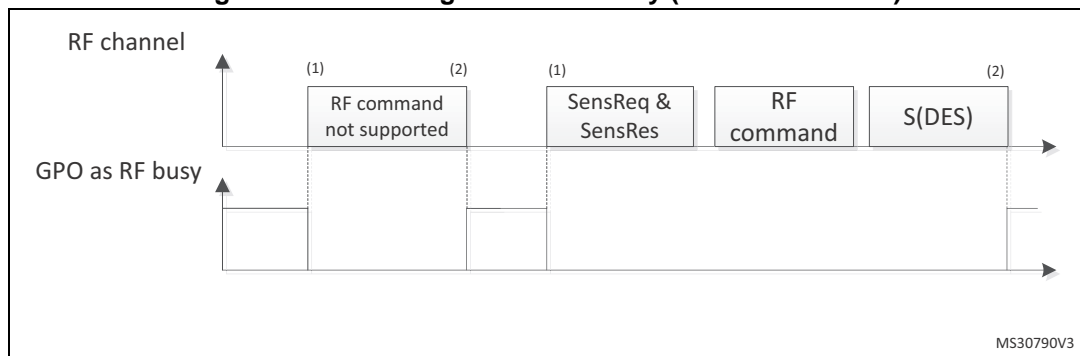 RF channel
(1) (2) (1) (2)
RF command
not supported
SensReq &
SensRes
RF
command
S(DES)
GPO as RF busy
MS30790V3